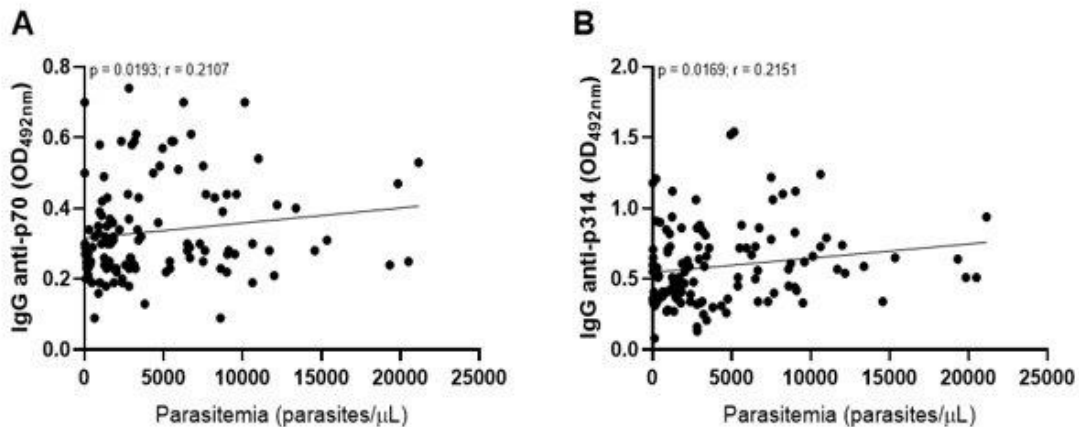 A
p = 0.0193; r = 0.2107
0.8
0.6
0.4
0.2
0.0
IgG anti-p70 (OD492nm)
0
5000
10000
15000
20000
25000
Parasitemia (parasites/μL)
B
p = 0.0169; r = 0.2151
2.0
1.5
1.0
0.5
0.0
IgG anti-p314 (OD492nm)
0
5000
10000
15000
20000
25000
Parasitemia (parasites/μL)